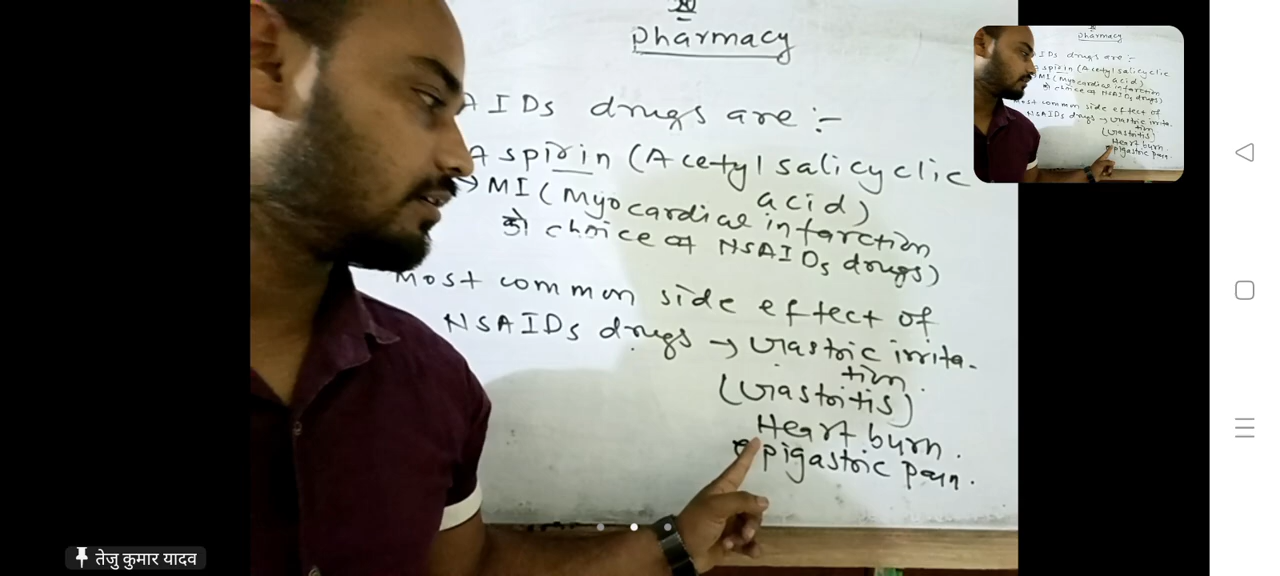 Pharmacy
AIDs drugs are :-
Aspirin (Acetyl salicyclic
acid)
→ MI (Myocardial infarction
को choice of NSAIDs drugs)
Most common side effect of
NSAIDs drugs → Gastric irrita-
tion.
(Gastritis)
Heart burn.
epigastric pain.
तेजु कुमार यादव